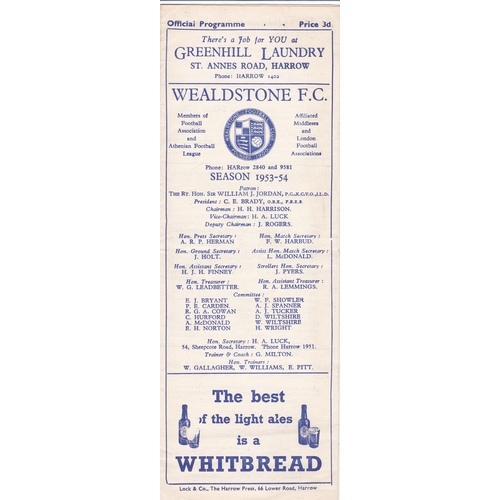 Official Programme - - Price 3d
There's a Job for YOU at
GREENHILL LAUNDRY
ST. ANNES ROAD, HARROW
Phone: HARROW 1402
WEALDSTONE F.C.
Members of
Football
Association
and
Athenian Football
League
Affiliated
Middlesex
and
London
Football
Associations
Phone: HARrow 2840 and 9581
SEASON 1953-54
Patron:
THE RT. HON. SIR WILLIAM J. JORDAN, P.C., K.C.V.O., J.L.D.
President: C. E. BRADY, O.B.E., F.R.E.S.
Chairman: H. H. HARRISON.
Vice-Chairman: H. A. LUCK
Deputy Chairman: J. ROGERS.
Hon. Press Secretary:
A. R. P. HERMAN
Hon. Match Secretary:
F. W. HARBUD.
Hon. Ground Secretary:
J. HOLT.
Assist Hon. Match Secretary:
L. McDONALD.
Hon. Assistant Secretary:
H. J. H. FINNEY
Strollers Hon. Secretary:
J. PYERS.
Hon. Treasurer:
W. G. LEADBETTER.
Hon. Assistant Treasurer:
R. A. LEMMINGS.
Committee:
E. J. BRYANT
P. E. CARDEN.
R. G. A. COWAN
C. HURFORD
A. McDONALD
E. H. NORTON
W. F. SHOWLER
A. J. SPANNER
A. J. TUCKER
D. WILTSHIRE
W. WILTSHIRE
H. WRIGHT
Hon. Secretary: H. A. LUCK,
54, Sheepcote Road, Harrow. 'Phone Harrow 1951.
Trainer & Coach: G. MILTON.
Hon. Trainers:
W. GALLAGHER, W. WILLIAMS, E. PITT.
The best
of the light ales
is a
WHITBREAD
Lock & Co., The Harrow Press, 66 Lower Road, Harrow